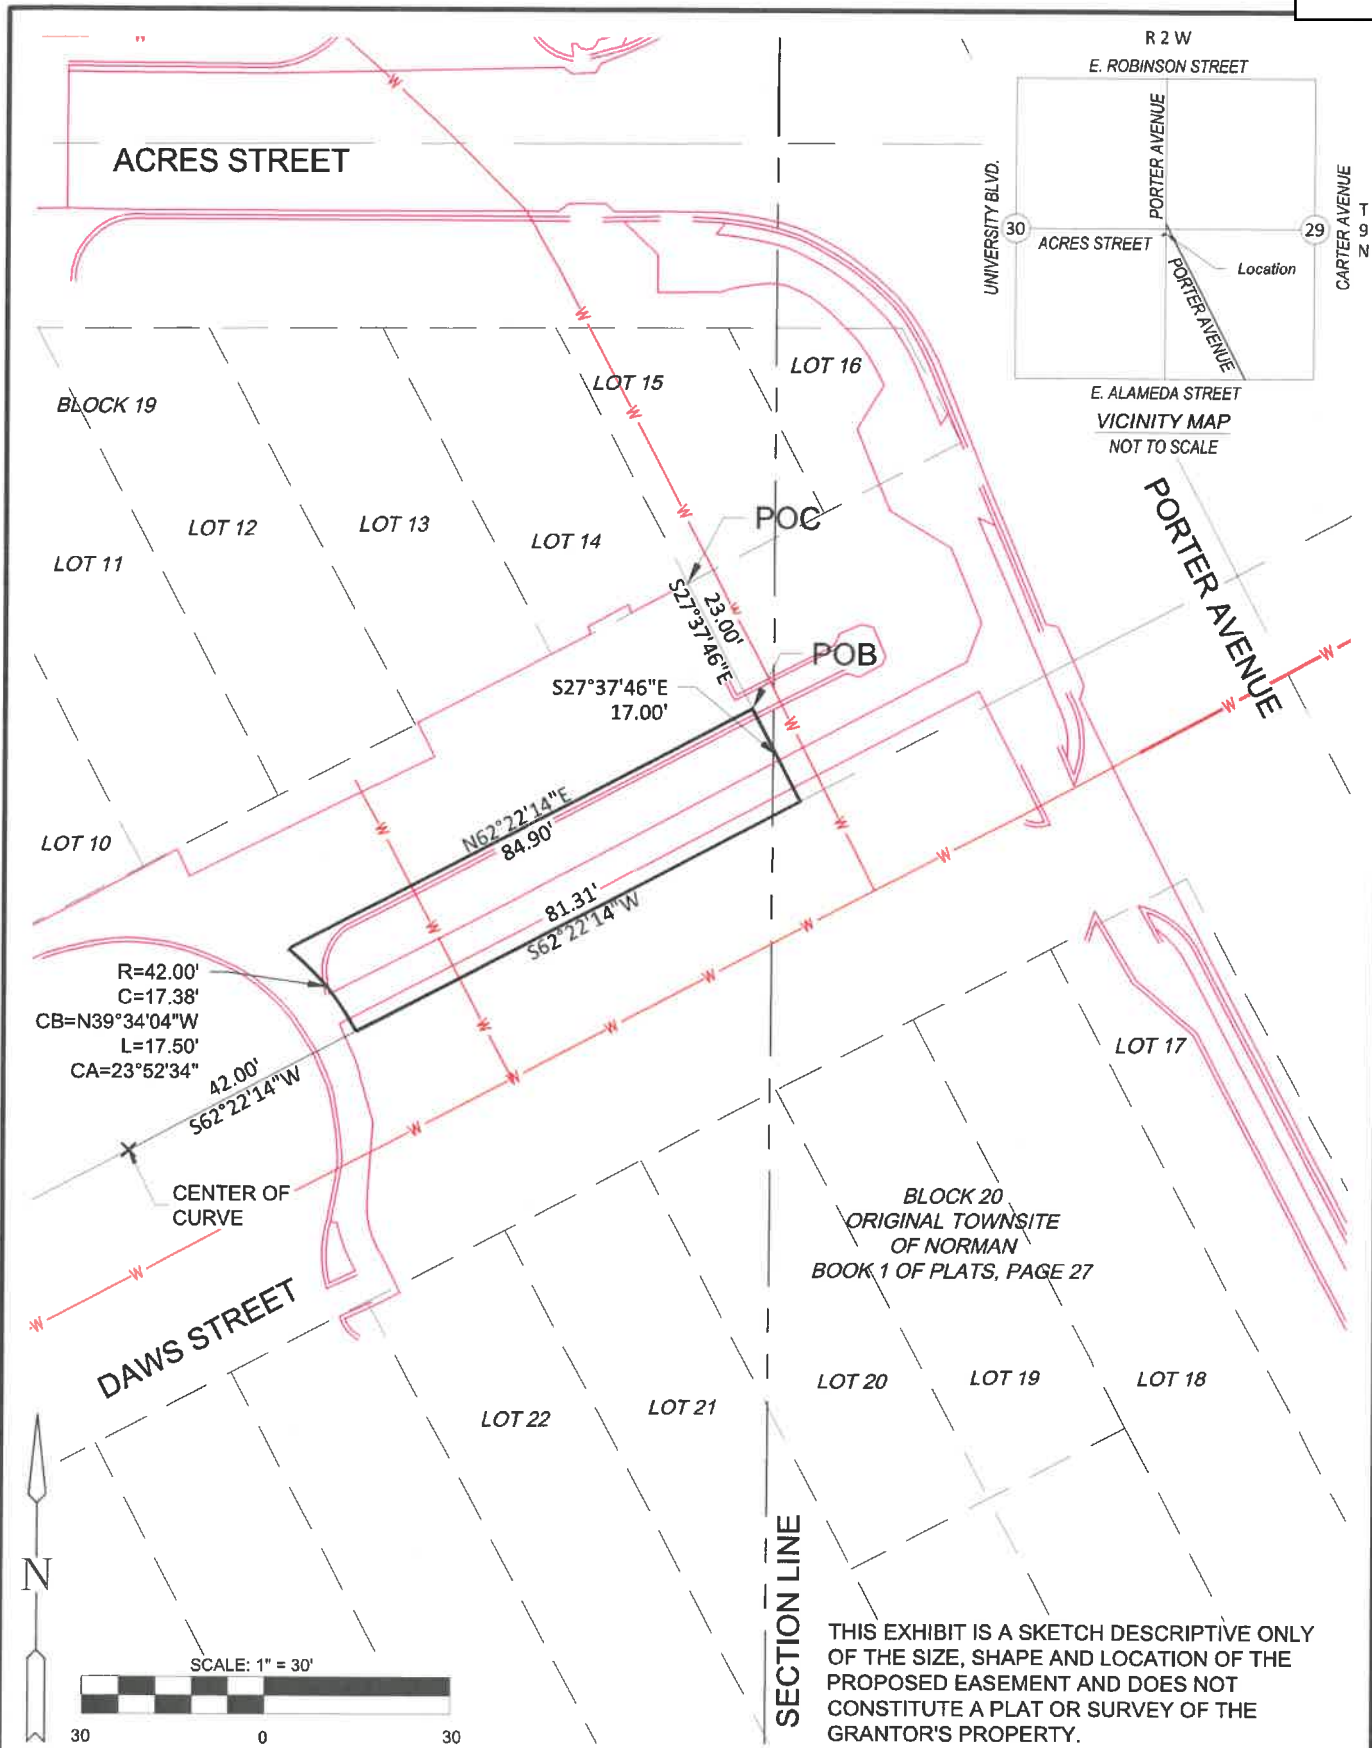 R 2 W
E. ROBINSON STREET
PORTER AVENUE
UNIVERSITY BLVD.
CARTER AVENUE
T
9
N
30
29
ACRES STREET
Location
PORTER AVENUE
E. ALAMEDA STREET
VICINITY MAP
NOT TO SCALE
W
ACRES STREET
W
W
LOT 16
LOT 15
W
BLOCK 19
LOT 12
LOT 13
LOT 14
LOT 11
W
POC
PORTER AVENUE
23.00'
S27°37'46"E
W
POB
W
S27°37'46"E
17.00'
W
W
N62°22'14"E
84.90'
W
W
W
LOT 10
81.31'
S62°22'14"W
W
W
W
R=42.00'
C=17.38'
CB=N39°34'04"W
L=17.50'
CA=23°52'34"
W
W
LOT 17
42.00'
S62°22'14"W
W
W
CENTER OF
CURVE
BLOCK 20
ORIGINAL TOWNSITE
OF NORMAN
BOOK 1 OF PLATS, PAGE 27
W
W
DAWS STREET
LOT 22
LOT 21
LOT 20
LOT 19
LOT 18
N
SECTION LINE
SCALE: 1" = 30'
30
0
30
THIS EXHIBIT IS A SKETCH DESCRIPTIVE ONLY
OF THE SIZE, SHAPE AND LOCATION OF THE
PROPOSED EASEMENT AND DOES NOT
CONSTITUTE A PLAT OR SURVEY OF THE
GRANTOR'S PROPERTY.